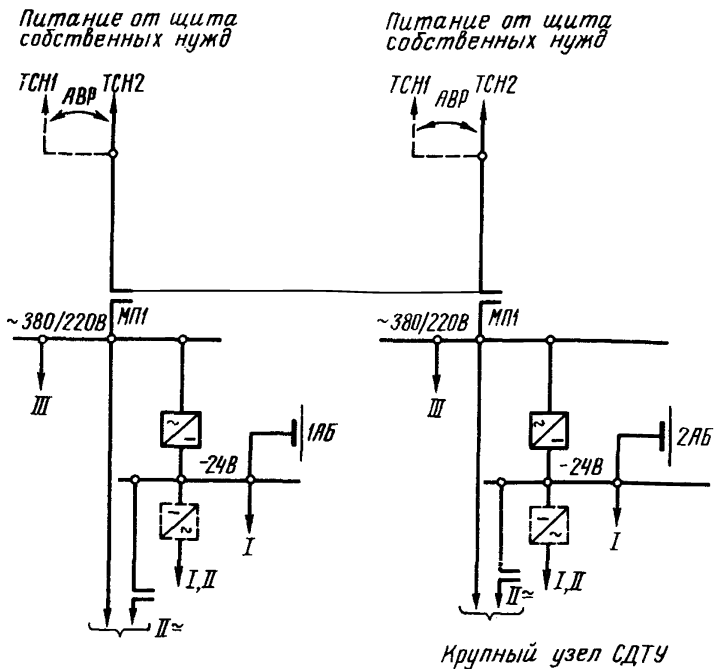 Питание от щита
собственных нужд
Питание от щита
собственных нужд
ТСН1 АВР ТСН2
ТСН1 АВР ТСН2
~380/220В МП1
~380/220В МП1
III
III
~
–
1АБ
~
–
2АБ
-24В
-24В
–
~
I
–
~
I
I,II
I,II
II≃
II≃
Крупный узел СДТУ